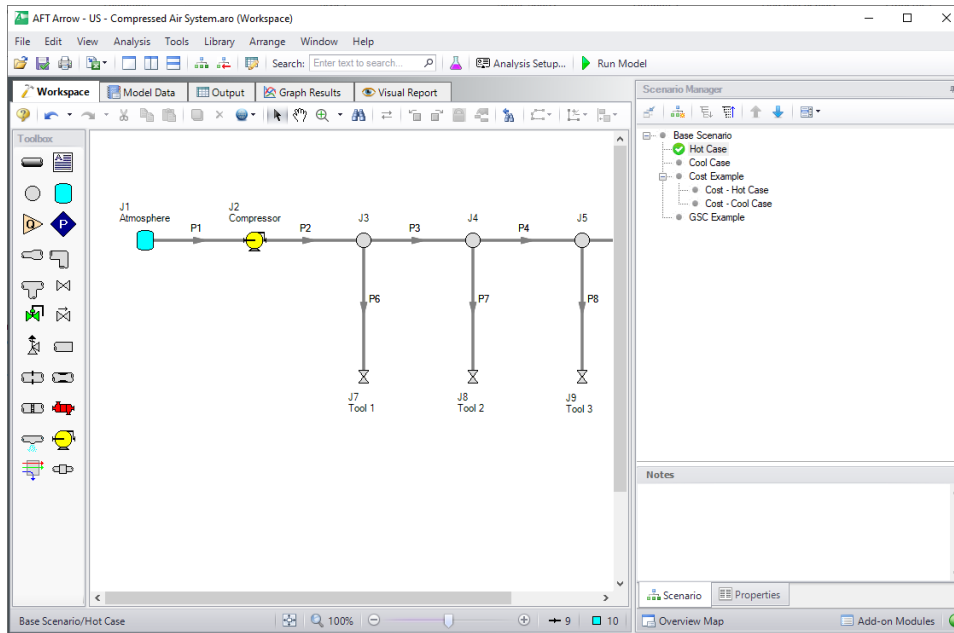 AFT Arrow - US - Compressed Air System.aro (Workspace)
File Edit View Analysis Tools Library Arrange Window Help
Search: Enter text to search... Analysis Setup... Run Model
Workspace Model Data Output Graph Results Visual Report
Scenario Manager
Toolbox
Base Scenario
Hot Case
Cool Case
Cost Example
Cost - Hot Case
Cost - Cool Case
GSC Example
J1
Atmosphere
P1
J2
Compressor
P2
J3
P3
J4
P4
J5
P6
P7
P8
J7
Tool 1
J8
Tool 2
J9
Tool 3
Q
P
Notes
Scenario Properties
Base Scenario/Hot Case 100% 9 10 Overview Map Add-on Modules